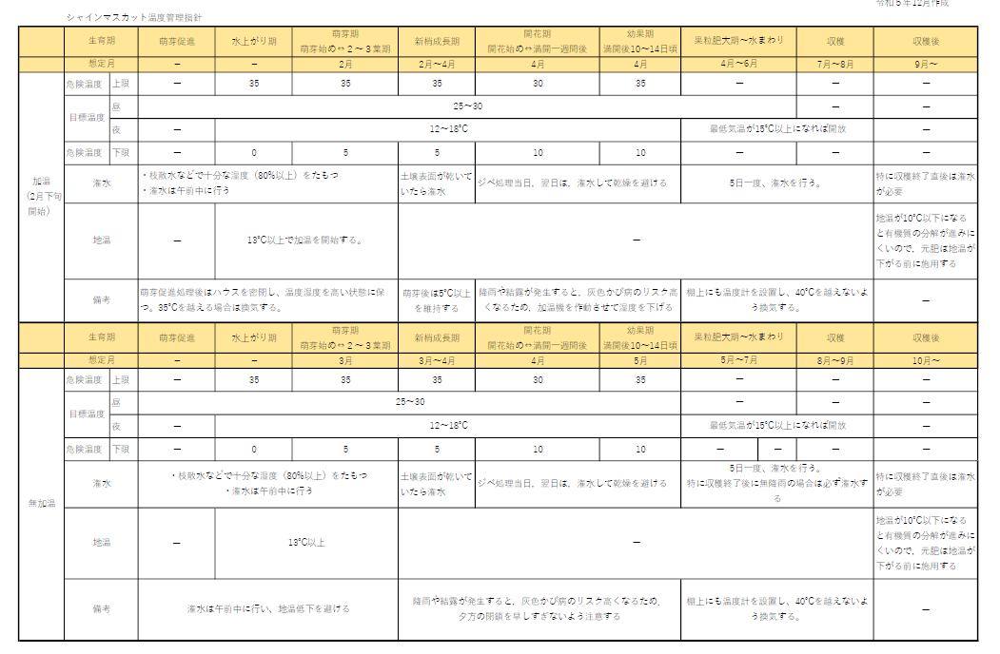 令和５年12月作成
シャインマスカット温度管理指針
生育期 萌芽促進 水上がり期 萌芽期 新梢成長期 開花期 幼果期 果粒肥大期～水まわり 収穫 収穫後
萌芽始め⇔２～３葉期 開花始め⇔満開一週間後 満開後10～14日頃
想定月 － － 2月 2月～4月 4月 4月 4月～6月 7月～8月 9月～
危険温度 上限 － 35 35 35 30 35 － － －
目標温度 昼 25～30 － －
夜 － 12～18℃ 最低気温が15℃以上になれば開放 －
危険温度 下限 － 0 5 5 10 10 － － －
加温
（2月下旬
開始）
潅水 ・枝散水などで十分な湿度（80%以上）をたもつ
・潅水は午前中に行う
土壌表面が乾いて
いたら潅水
ジベ処理当日，翌日は，潅水して乾燥を避ける
5日一度、潅水を行う。
特に収穫終了直後は潅水
が必要
地温 － 13℃以上で加温を開始する。 －
地温が10℃以下になる
と有機質の分解が進みに
くいので，元肥は地温が
下がる前に施用する
備考 萌芽促進処理後はハウスを密閉し、温度湿度を高い状態に保
つ。35℃を越える場合は換気する。
萌芽後は5℃以上
を維持する
降雨や結露が発生すると，灰色かび病のリスク高
くなるため，加温機を作動させて湿度を下げる
棚上にも温度計を設置し、40℃を越えないよ
う換気する。
－
生育期 萌芽促進 水上がり期 萌芽期 新梢成長期 開花期 幼果期 果粒肥大期～水まわり 収穫 収穫後
萌芽始め⇔２～３葉期 開花始め⇔満開一週間後 満開後10～14日頃
想定月 － － 3月 3月～4月 4月 5月 5月～7月 8月～9月 10月～
危険温度 上限 － 35 35 35 30 35 － － －
目標温度 昼 25～30 － － －
夜 － 12～18℃ 最低気温が15℃以上になれば開放 －
危険温度 下限 － 0 5 5 10 10 － － － －
無加温
潅水 ・枝散水などで十分な湿度（80%以上）をたもつ
・潅水は午前中に行う
土壌表面が乾いて
いたら潅水
ジベ処理当日，翌日は，潅水して乾燥を避ける
5日一度、潅水を行う。
特に収穫終了後に無降雨の場合は必ず潅水す
る
特に収穫終了直後は潅水
が必要
地温 － 13℃以上 －
地温が10℃以下になる
と有機質の分解が進みに
くいので，元肥は地温が
下がる前に施用する
備考 潅水は午前中に行い、地温低下を避ける
降雨や結露が発生すると，灰色かび病のリスク高くなるため，
夕方の閉鎖を早しすぎないよう注意する
棚上にも温度計を設置し、40℃を越えないよ
う換気する。
－